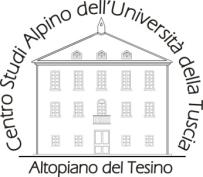 Centro Studi Alpino dell'Università della Tuscia
Altopiano del Tesino